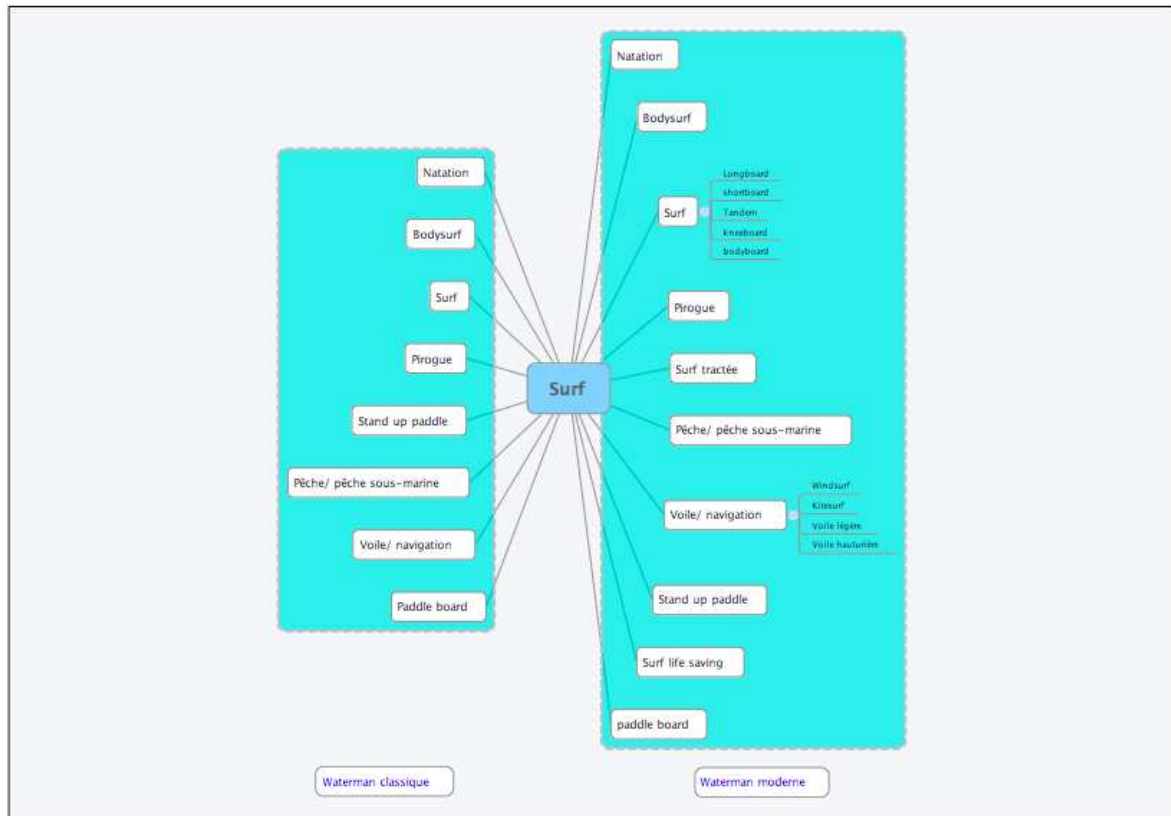 Natation
Bodysurf
Surf
Pirogue
Stand up paddle
Pêche/ pêche sous-marine
Voile/ navigation
Paddle board
Waterman classique
Surf
Natation
Bodysurf
Surf
Longboard
shortboard
Tandem
kneeboard
bodyboard
Pirogue
Surf tractée
Pêche/ pêche sous-marine
Voile/ navigation
Windsurf
Kitesurf
Voile légère
Voile hauturière
Stand up paddle
Surf life saving
paddle board
Waterman moderne